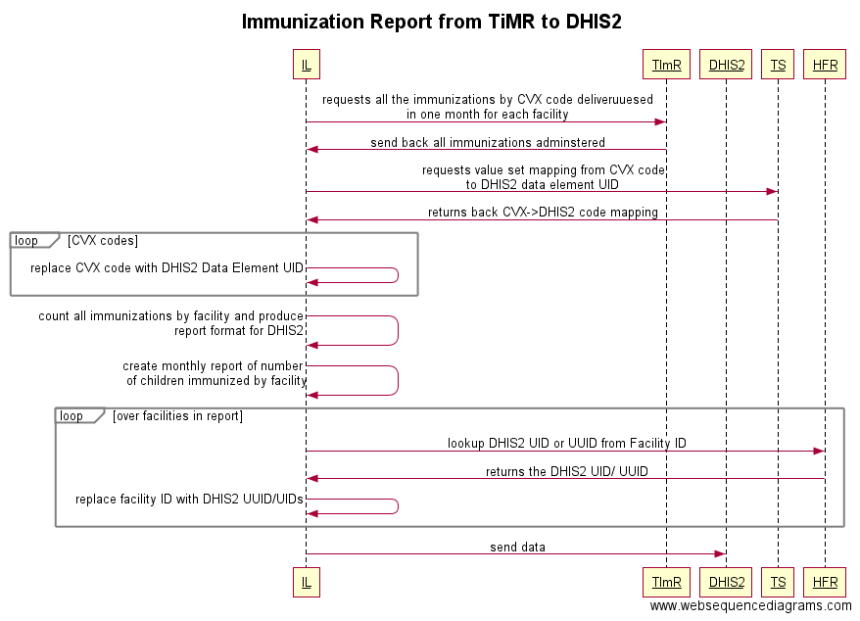 Immunization Report from TiMR to DHIS2
IL
TImR
DHIS2
TS
HFR
requests all the immunizations by CVX code deliveruuesed
in one month for each facility
send back all immunizations adminstered
requests value set mapping from CVX code
to DHIS2 data element UID
returns back CVX->DHIS2 code mapping
loop
[CVX codes]
replace CVX code with DHIS2 Data Element UID
count all immunizations by facility and produce
report format for DHIS2
create monthly report of number
of children immunized by facility
loop
[over facilities in report]
lookup DHIS2 UID or UUID from Facility ID
returns the DHIS2 UID/ UUID
replace facility ID with DHIS2 UUID/UIDs
send data
IL
TImR
DHIS2
TS
HFR
www.websequencediagrams.com